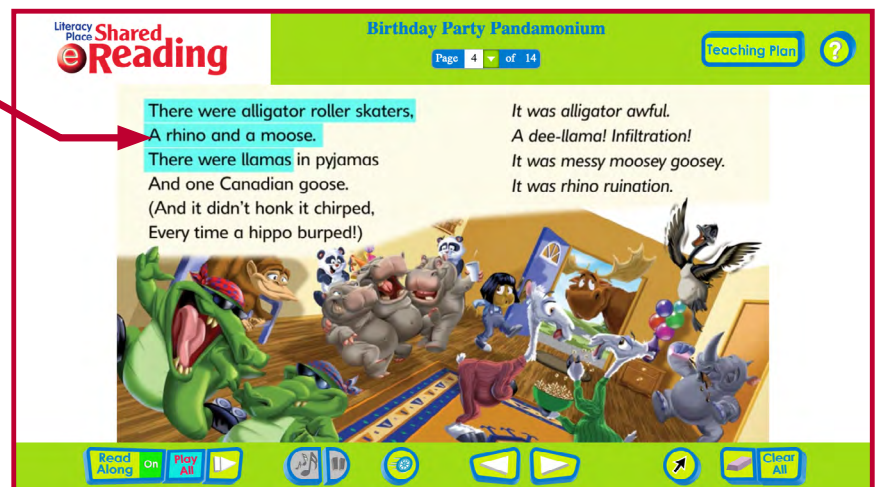 Literacy
Place Shared
eReading
Birthday Party Pandamonium
Page 4 of 14
Teaching Plan
?
There were alligator roller skaters,
A rhino and a moose.
There were llamas in pyjamas
And one Canadian goose.
(And it didn't honk it chirped,
Every time a hippo burped!)
It was alligator awful.
A dee-llama! Infiltration!
It was messy moosey goosey.
It was rhino ruination.
Read
Along
On
Play
All
Clear
All